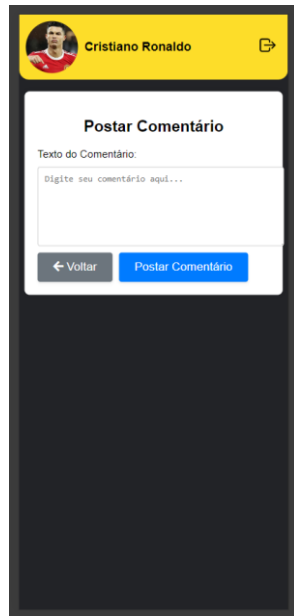 Cristiano Ronaldo
Postar Comentário
Texto do Comentário:
Digite seu comentário aqui...
Voltar
Postar Comentário